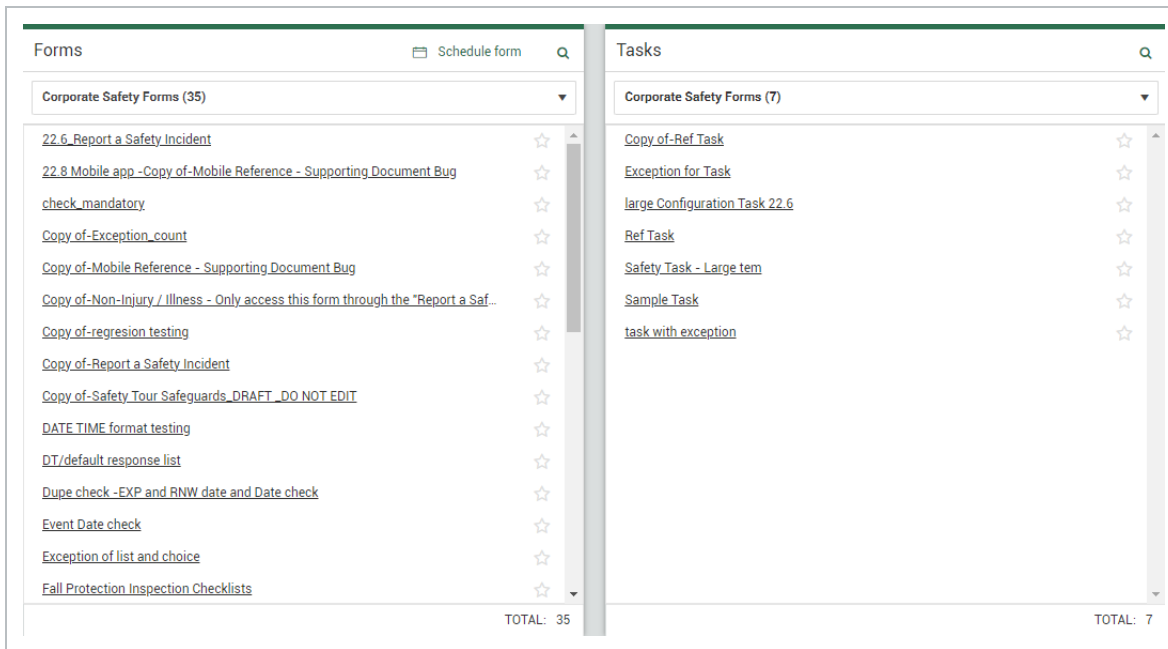 Forms
Schedule form
Corporate Safety Forms (35)
22.6_Report a Safety Incident
22.8 Mobile app -Copy of-Mobile Reference - Supporting Document Bug
check_mandatory
Copy of-Exception_count
Copy of-Mobile Reference - Supporting Document Bug
Copy of-Non-Injury / Illness - Only access this form through the "Report a Saf...
Copy of-regresion testing
Copy of-Report a Safety Incident
Copy of-Safety Tour Safeguards_DRAFT _DO NOT EDIT
DATE TIME format testing
DT/default response list
Dupe check -EXP and RNW date and Date check
Event Date check
Exception of list and choice
Fall Protection Inspection Checklists
TOTAL: 35
Tasks
Corporate Safety Forms (7)
Copy of-Ref Task
Exception for Task
large Configuration Task 22.6
Ref Task
Safety Task - Large tem
Sample Task
task with exception
TOTAL: 7